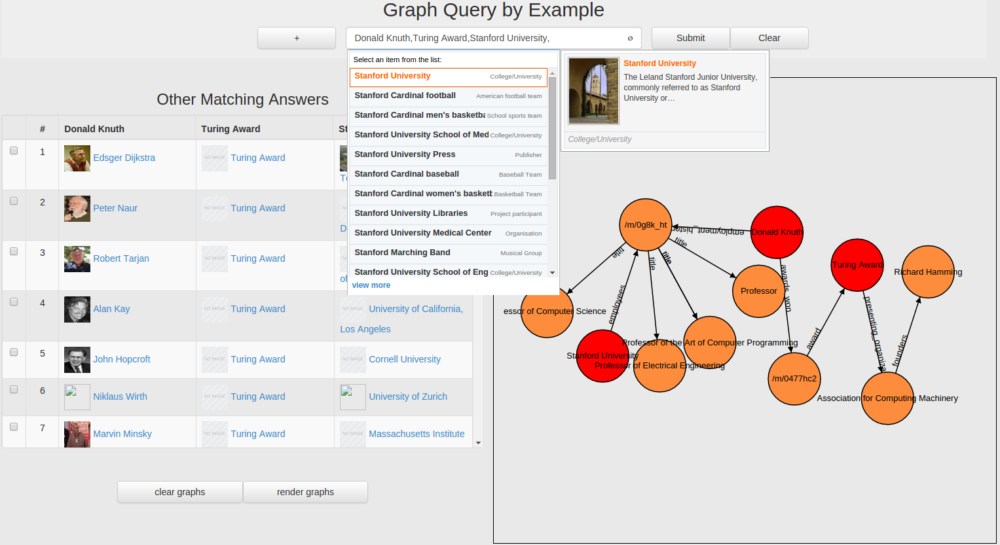 Graph Query by Example
+
Donald Knuth,Turing Award,Stanford University,
ø
Submit
Clear
Select an item from the list:
Stanford University College/University
Stanford Cardinal football American football team
Stanford Cardinal men's basketba School sports team
Stanford University School of Med College/University
Stanford University Press Publisher
Stanford Cardinal baseball Baseball Team
Stanford Cardinal women's basketb Basketball Team
Stanford University Libraries Project participant
Stanford University Medical Center Organisation
Stanford Marching Band Musical Group
Stanford University School of Eng College/University
view more
Stanford University
The Leland Stanford Junior University,
commonly referred to as Stanford
University or…
College/University
Other Matching Answers
# Donald Knuth Turing Award St
1 Edsger Dijkstra NO IMAGE Turing Award
Te
2 Peter Naur NO IMAGE Turing Award
D
3 Robert Tarjan NO IMAGE Turing Award
of
4 Alan Kay NO IMAGE Turing Award NO IMAGE University of California,
Los Angeles
5 John Hopcroft NO IMAGE Turing Award NO IMAGE Cornell University
6 Niklaus Wirth NO IMAGE Turing Award University of Zurich
7 Marvin Minsky NO IMAGE Turing Award NO IMAGE Massachusetts Institute
clear graphs
render graphs
/m/0g8k_ht
employment_histor
Donald Knuth
title
title
title
title
Turing Award
Richard Hamming
Professor
awards_won
essor of Computer Science
employees
Professor of the Art of Computer Programming
Stanford University
Professor of Electrical Engineering
award
presenting_organiza
founders
/m/0477hc2
Association for Computing Machinery